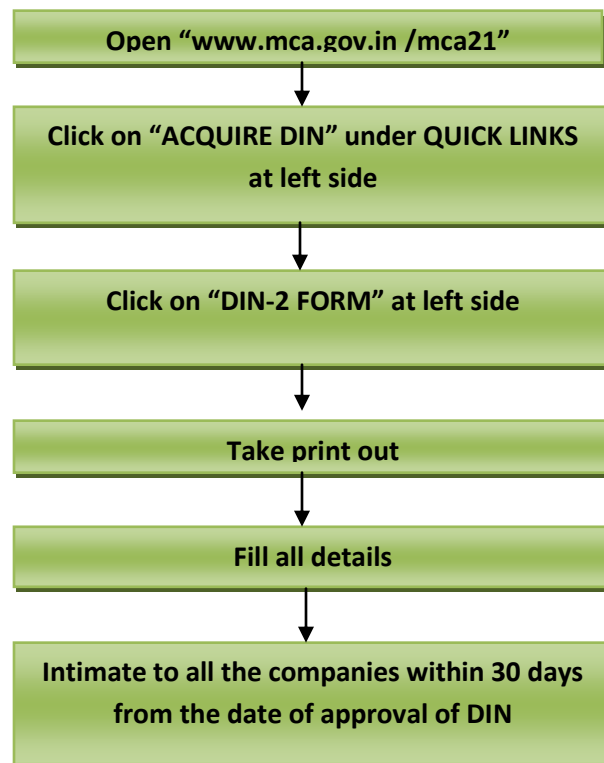 Open “www.mca.gov.in /mca21”
Click on “ACQUIRE DIN” under QUICK LINKS
at left side
Click on “DIN-2 FORM” at left side
Take print out
Fill all details
Intimate to all the companies within 30 days
from the date of approval of DIN